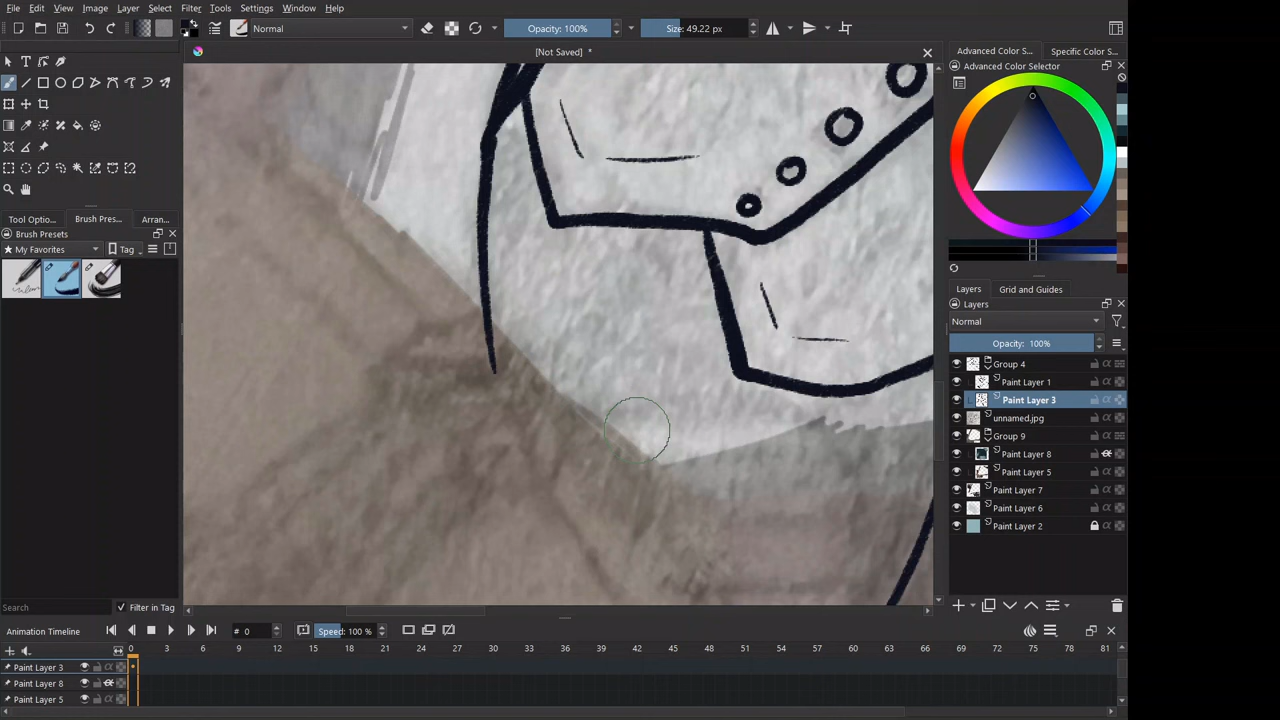 File Edit View Image Layer Filter Tools Select Settings Window Help
Normal Opacity: 100% Size: 49.22 px
[Not Saved] *
Tool Optio... Brush Pres... Arran...
Brush Presets
My Favorites Tag
Search Filter in Tag
Advanced Color S... Specific Color S...
Advanced Color Selector
Layers Grid and Guides
Layers
Normal
Opacity: 100%
Group 4
Paint Layer 1
Paint Layer 3
unnamed.jpg
Group 9
Paint Layer 8
Paint Layer 5
Paint Layer 7
Paint Layer 6
Paint Layer 2
Animation Timeline # 0 Speed: 100 %
0 3 6 9 12 15 18 21 24 27 30 33 36 39 42 45 48 51 54 57 60 63 66 69 72 75 78 81
Paint Layer 3
Paint Layer 8
Paint Layer 5